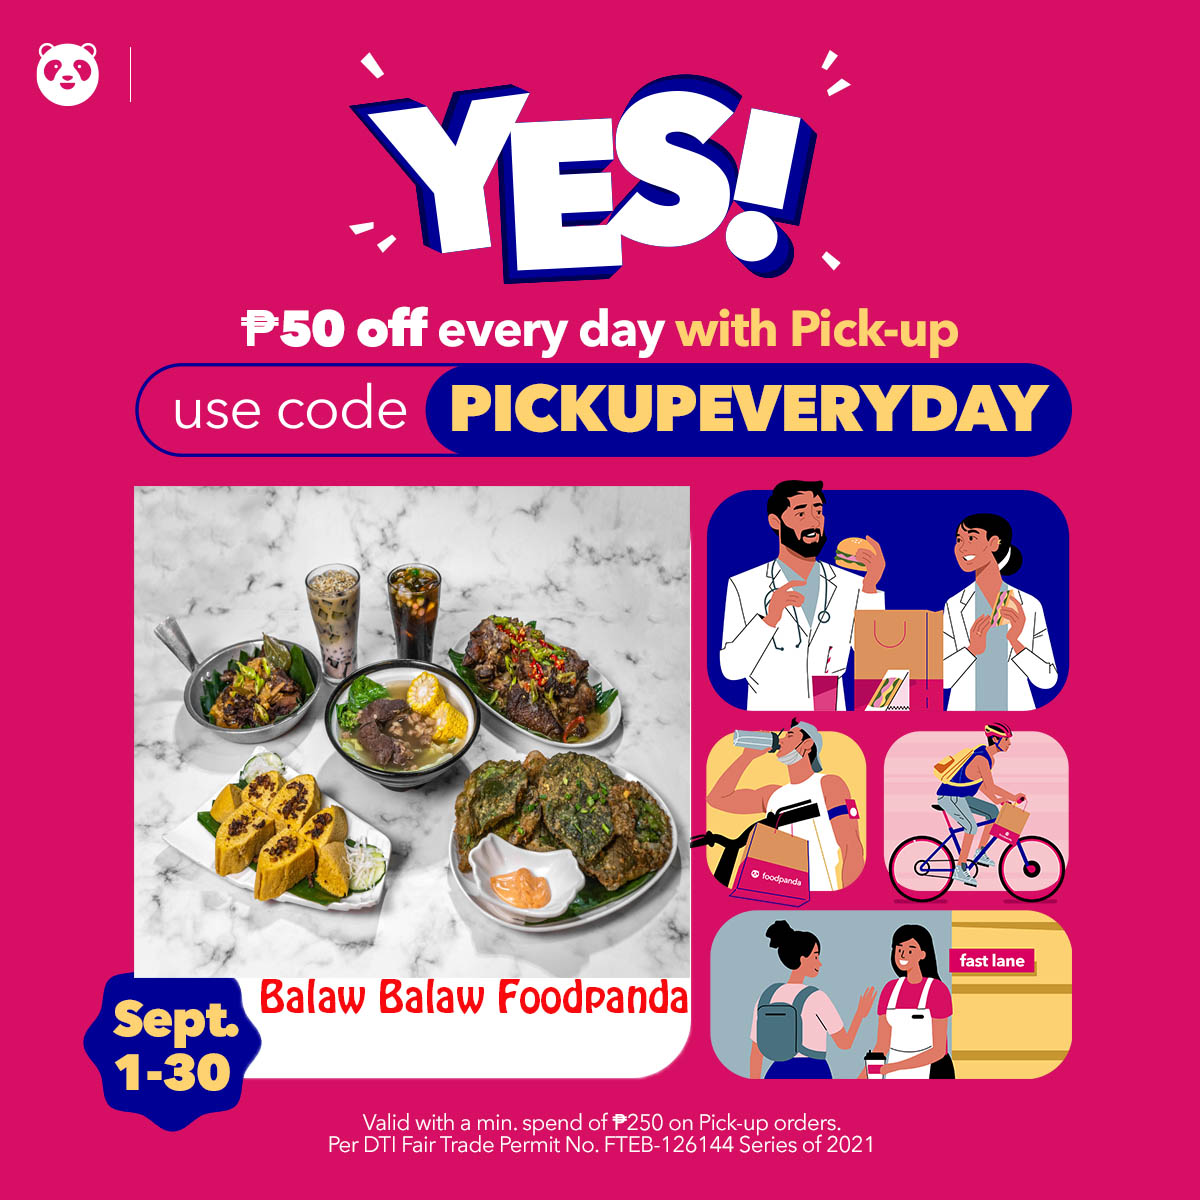 YES!
₱50 off every day with Pick-up
use code PICKUPEVERYDAY
foodpanda
fast lane
Balaw Balaw Foodpanda
Sept.
1-30
Valid with a min. spend of ₱250 on Pick-up orders.
Per DTI Fair Trade Permit No. FTEB-126144 Series of 2021